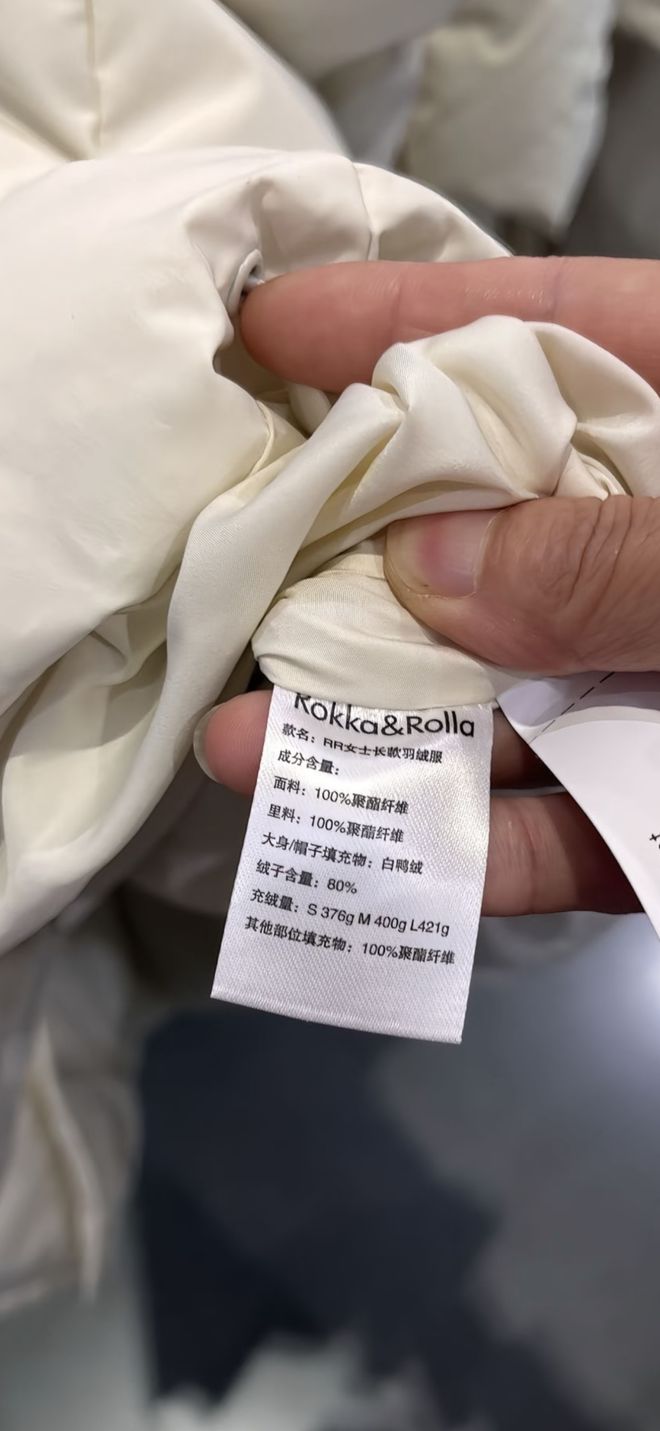 Rokka&Rolla
款名：RR女士长款羽绒服
成分含量：
面料：100%聚酯纤维
里料：100%聚酯纤维
大身/帽子填充物：白鸭绒
绒子含量：80%
充绒量：S 376g M 400g L421g
其他部位填充物：100%聚酯纤维